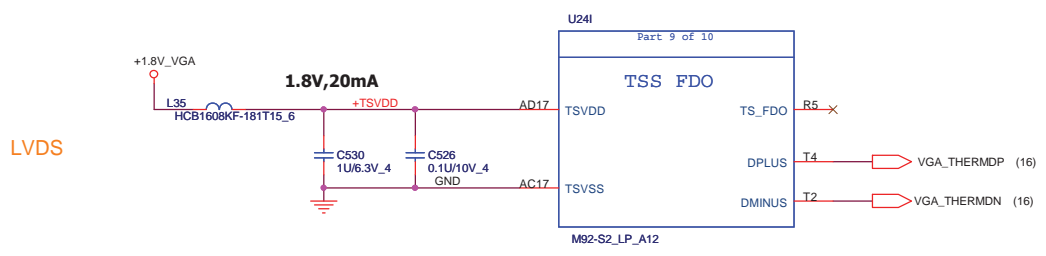 U24I
Part 9 of 10
+1.8V_VGA
TSS FDO
1.8V,20mA
L35
+TSVDD
AD17
TSVDD
TS_FDO
R5
HCB1608KF-181T15_6
LVDS
C530
1U/6.3V_4
C526
0.1U/10V_4
GND
DPLUS
T4
VGA_THERMDP (16)
AC17
TSVSS
DMINUS
T2
VGA_THERMDN (16)
M92-S2_LP_A12